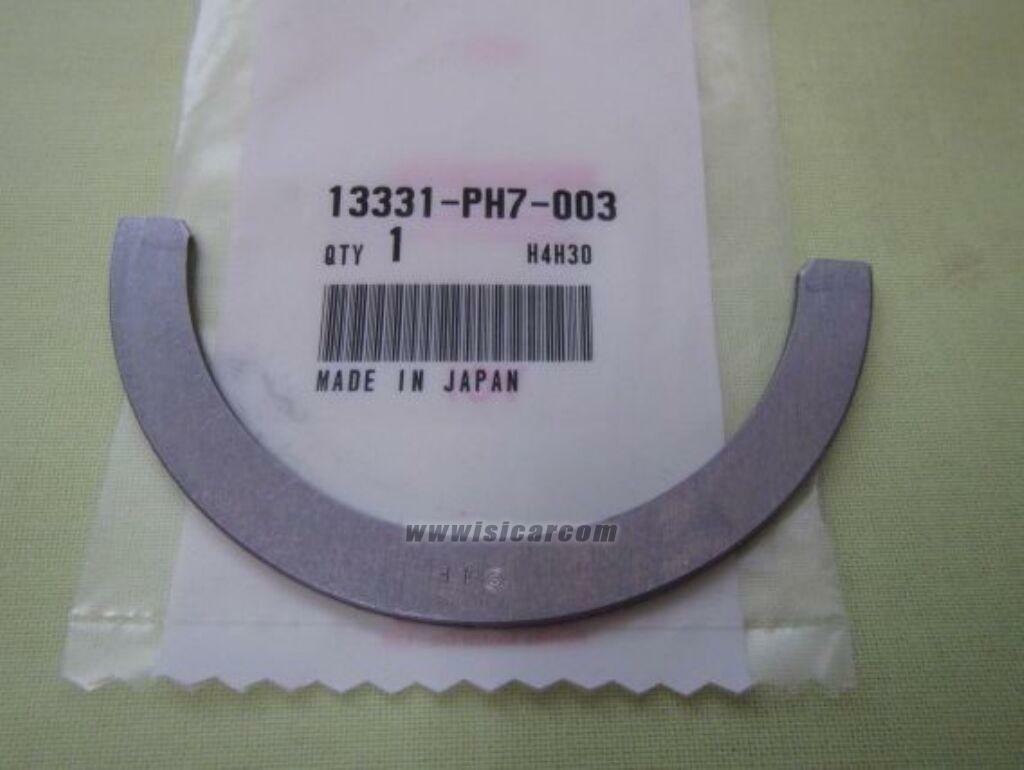 13331-PH7-003
QTY 1 H4H30
MADE IN JAPAN
wwwisicarcom